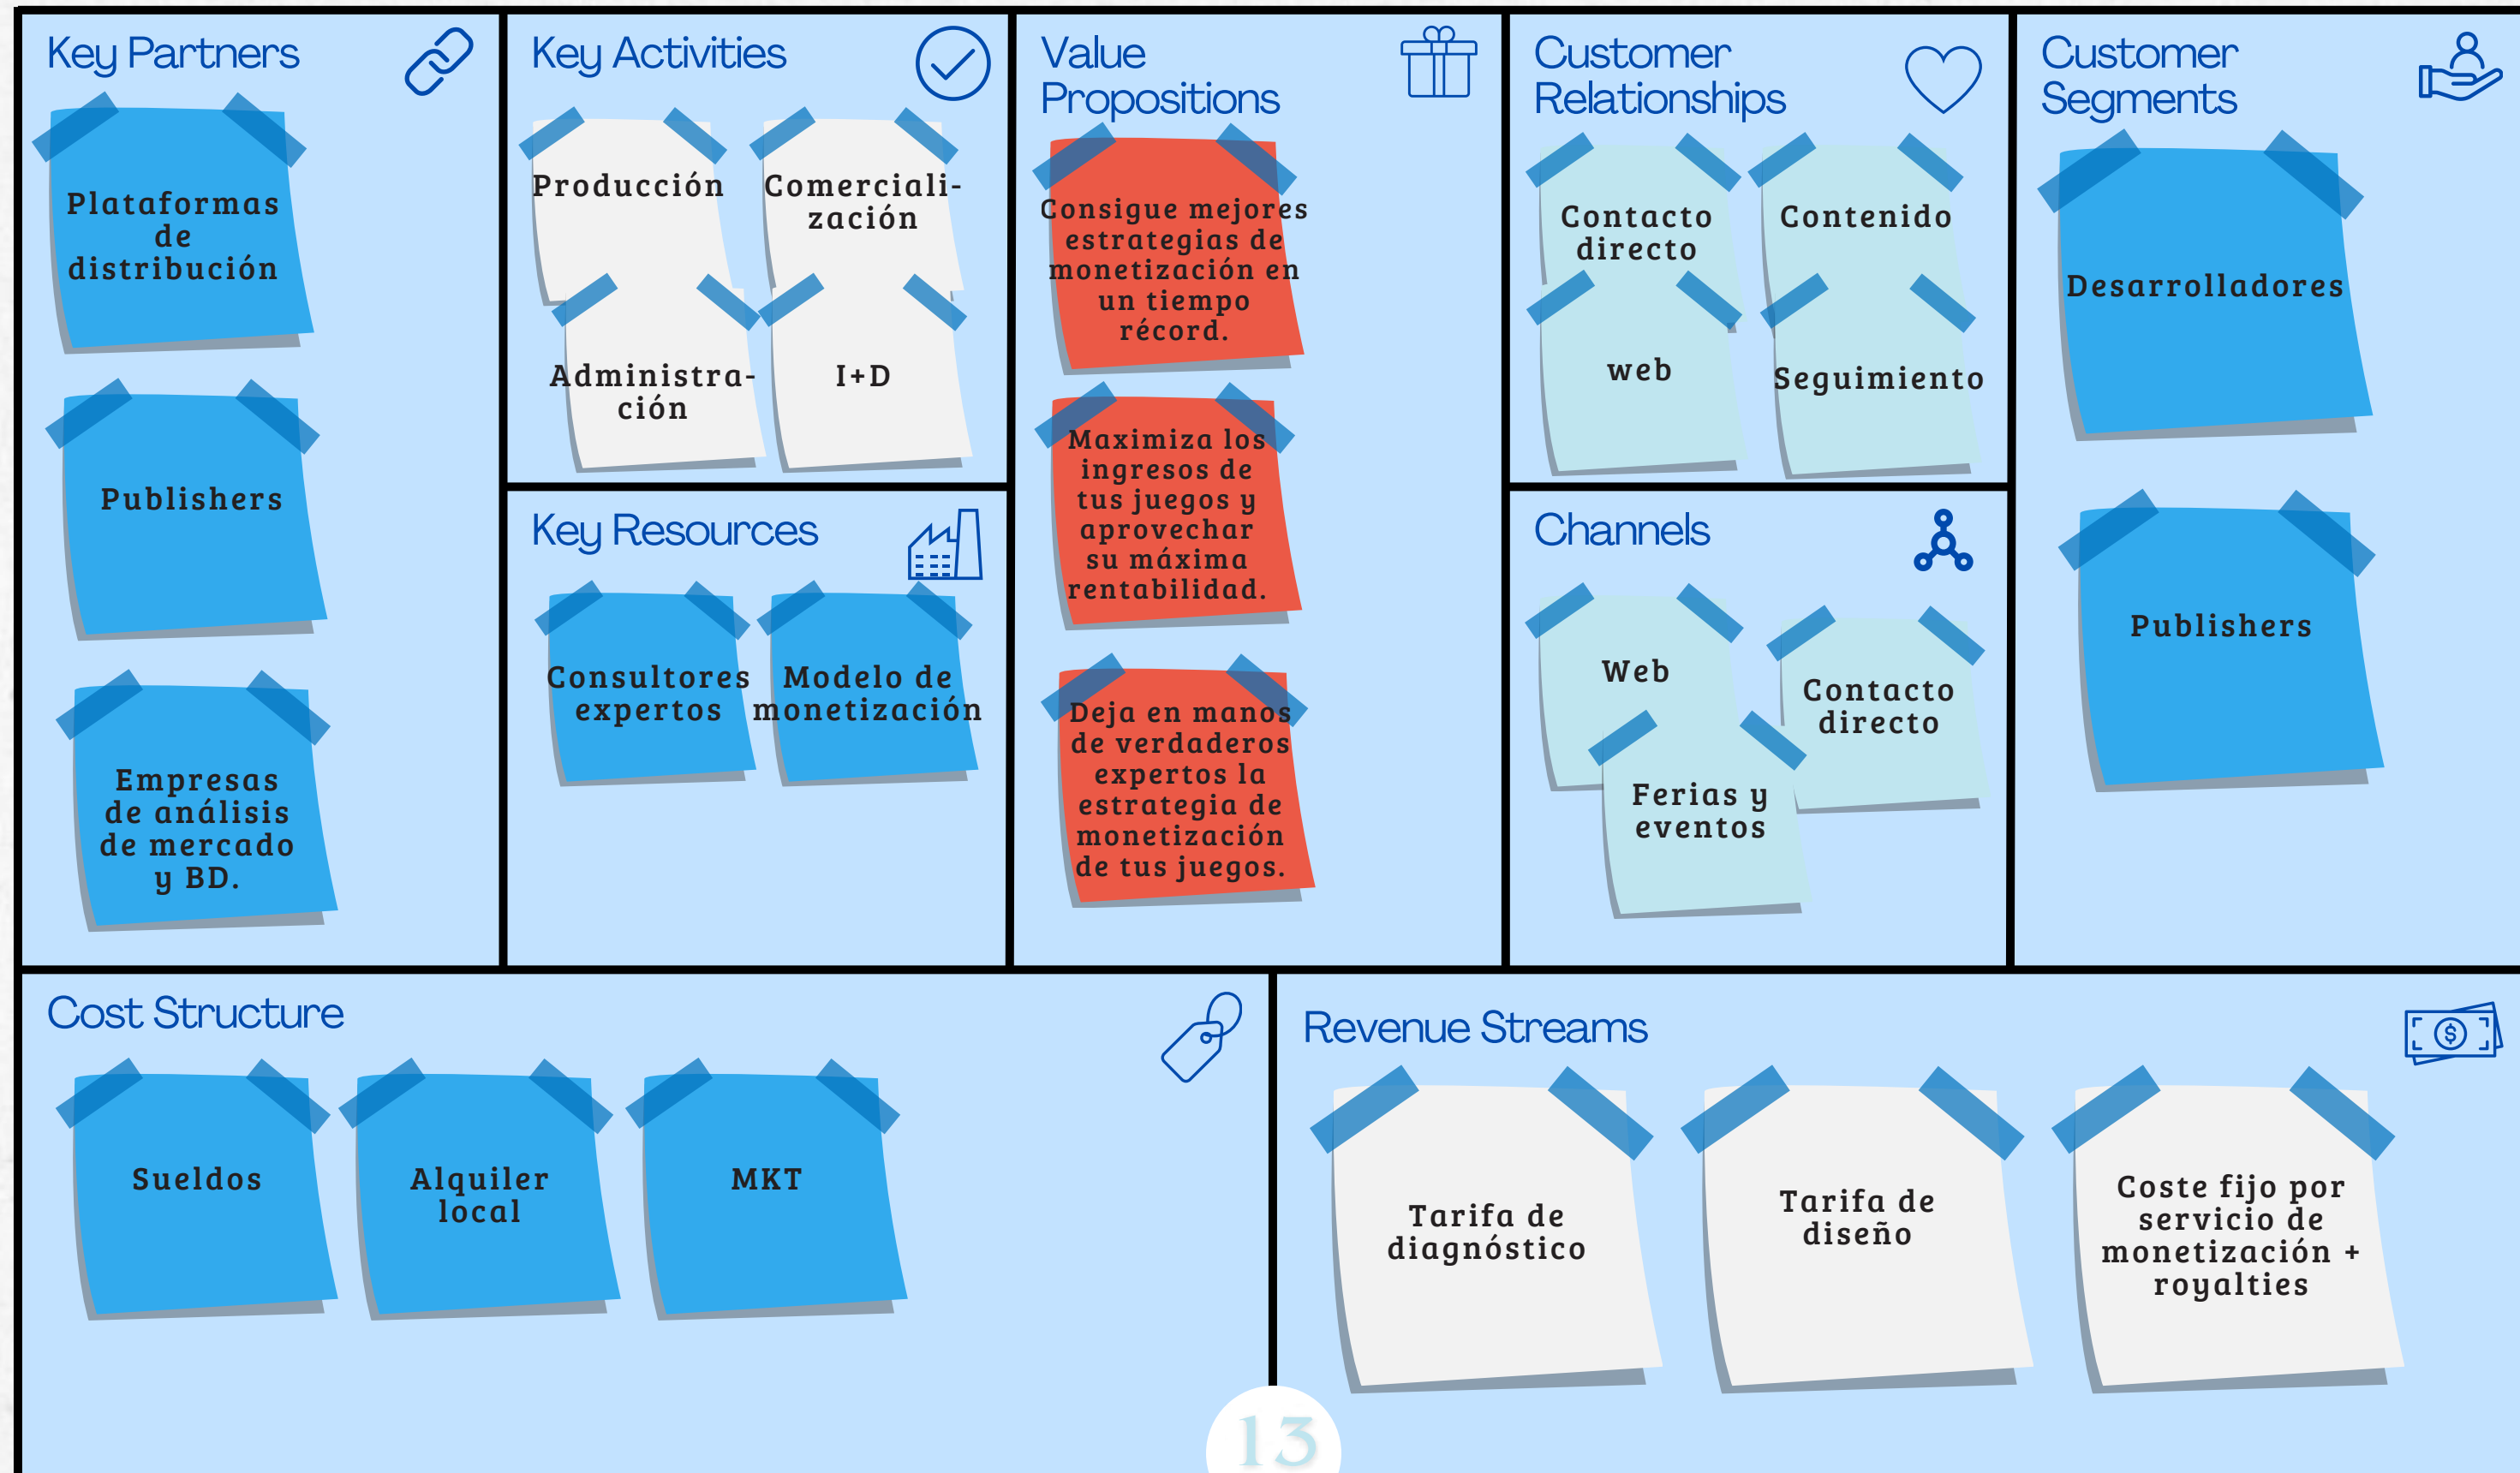 Key Partners
Plataformas
de
distribución
Publishers
Empresas
de análisis
de mercado
y BD.
Key Activities
Producción
Comerciali-
zación
Administra-
ción
I+D
Key Resources
Consultores
expertos
Modelo de
monetización
Value
Propositions
Consigue mejores
estrategias de
monetización en
un tiempo
récord.
Maximiza los
ingresos de
tus juegos y
aprovechar
su máxima
rentabilidad.
Deja en manos
de verdaderos
expertos la
estrategia de
monetización
de tus juegos.
Customer
Relationships
Contacto
directo
Contenido
web
Seguimiento
Channels
Web
Contacto
directo
Ferias y
eventos
Customer
Segments
Desarrolladores
Publishers
Cost Structure
Sueldos
Alquiler
local
MKT
Revenue Streams
Tarifa de
diagnóstico
Tarifa de
diseño
Coste fijo por
servicio de
monetización +
royalties
13